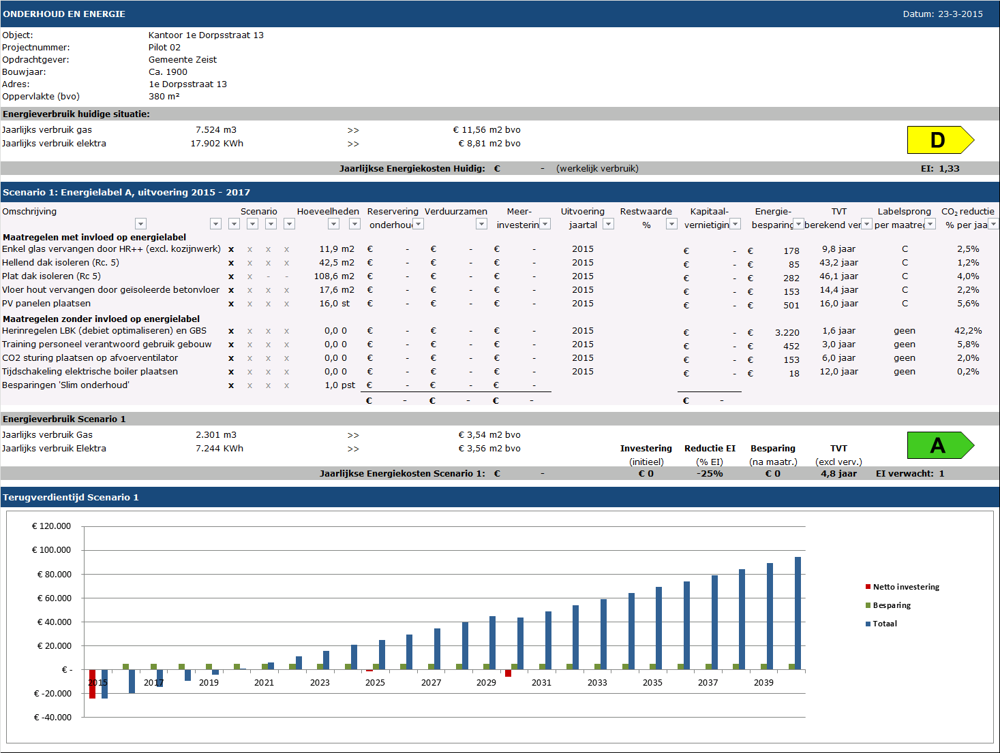 ONDERHOUD EN ENERGIE Datum: 23-3-2015
Object: Kantoor 1e Dorpsstraat 13
Projectnummer: Pilot 02
Opdrachtgever: Gemeente Zeist
Bouwjaar: Ca. 1900
Adres: 1e Dorpsstraat 13
Oppervlakte (bvo) 380 m²
Energieverbruik huidige situatie:
Jaarlijks verbruik gas 7.524 m3 >> € 11,56 m2 bvo
Jaarlijks verbruik elektra 17.902 KWh >> € 8,81 m2 bvo
D
Jaarlijkse Energiekosten Huidig: € - (werkelijk verbruik) EI: 1,33
Scenario 1: Energielabel A, uitvoering 2015 - 2017
Omschrijving Scenario Hoeveelheden Reservering Verduurzamen Meer- Uitvoering Restwaarde Kapitaal- Energie- TVT Labelsprong CO₂ reductie
onderhou investerin jaartal % vernietigin besparing berekend ver per maatreg % per jaa
Maatregelen met invloed op energielabel
Enkel glas vervangen door HR++ (excl. kozijnwerk) x x x x 11,9 m2 € - € - € - 2015 € - € 178 9,8 jaar C 2,5%
Hellend dak isoleren (Rc. 5) x x x x 42,5 m2 € - € - € - 2015 € - € 85 43,2 jaar C 1,2%
Plat dak isoleren (Rc 5) x x - - 108,6 m2 € - € - € - 2015 € - € 282 46,1 jaar C 4,0%
Vloer hout vervangen door geïsoleerde betonvloer x x x x 17,6 m2 € - € - € - 2015 € - € 153 14,4 jaar C 2,2%
PV panelen plaatsen x x x x 16,0 st € - € - € - 2015 € - € 501 16,0 jaar C 5,6%
Maatregelen zonder invloed op energielabel
Herinregelen LBK (debiet optimaliseren) en GBS x x x x 0,0 0 € - € - € - 2015 € - € 3.220 1,6 jaar geen 42,2%
Training personeel verantwoord gebruik gebouw x x x x 0,0 0 € - € - € - 2015 € - € 452 3,0 jaar geen 5,8%
CO2 sturing plaatsen op afvoerventilator x x x x 0,0 0 € - € - € - 2015 € - € 153 6,0 jaar geen 2,0%
Tijdschakeling elektrische boiler plaatsen x x x x 0,0 0 € - € - € - 2015 € - € 18 12,0 jaar geen 0,2%
Besparingen 'Slim onderhoud' x x x x 1,0 pst € - € - € -
€ - € - € - € -
Energieverbruik Scenario 1
Jaarlijks verbruik Gas 2.301 m3 >> € 3,54 m2 bvo
Jaarlijks verbruik Elektra 7.244 KWh >> € 3,56 m2 bvo Investering Reductie EI Besparing TVT
A
(initieel) (% EI) (na maatr.) (excl verv.)
Jaarlijkse Energiekosten Scenario 1: € - € 0 -25% € 0 4,8 jaar EI verwacht: 1
Terugverdientijd Scenario 1
€ 120.000
€ 100.000
€ 80.000
€ 60.000
€ 40.000
€ 20.000
€ -
€ -20.000
€ -40.000
2015 2017 2019 2021 2023 2025 2027 2029 2031 2033 2035 2037 2039
Netto investering
Besparing
Totaal